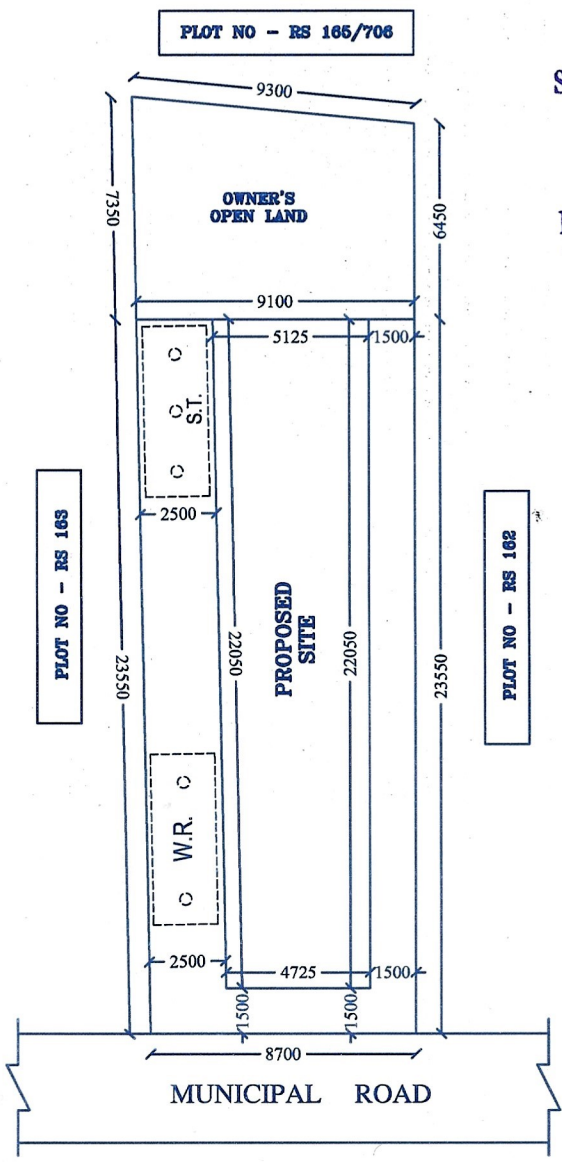 PLOT NO - RS 165/706
S
9300
7350
OWNER'S
OPEN LAND
6450
9100
5125
1500
S.T.
2500
PLOT NO - RS 163
23550
22050
PROPOSED
SITE
22050
23550
PLOT NO - RS 162
W.R.
2500
4725
1500
1500
1500
8700
MUNICIPAL ROAD